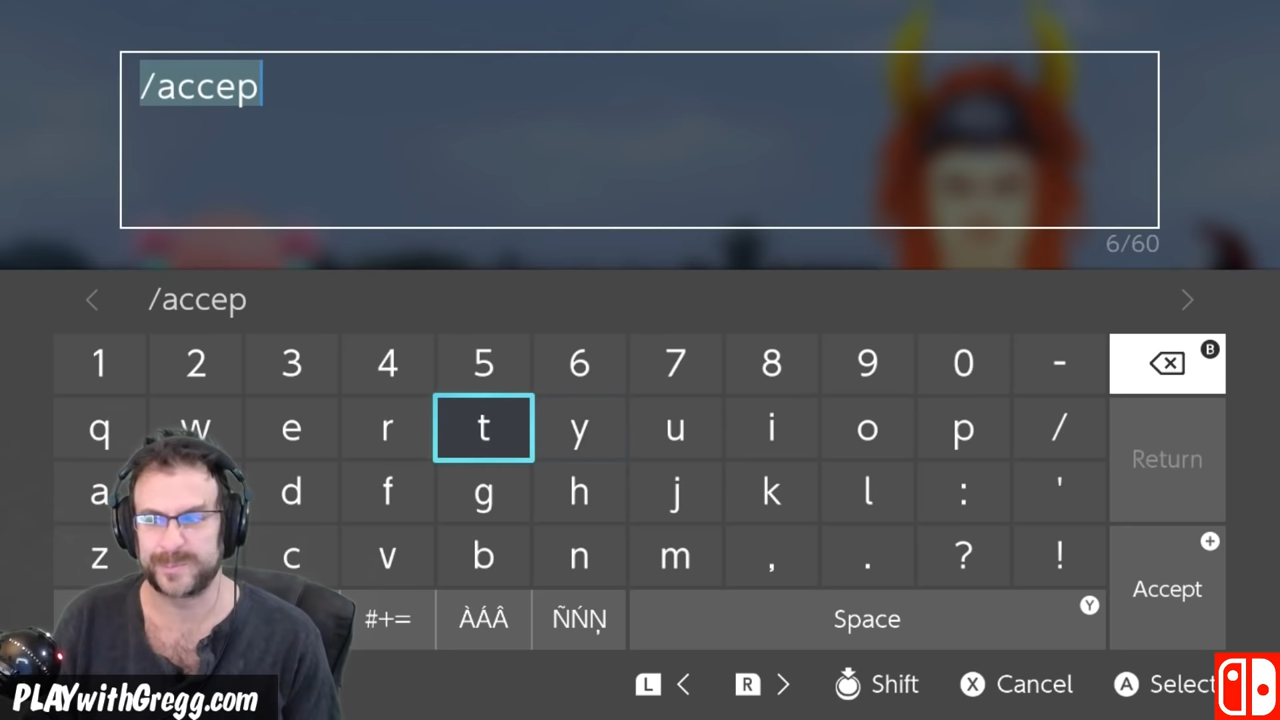 /accep
6/60
/accep
1 2 3 4 5 6 7 8 9 0 - B
q w e r t y u i o p /
Return
a d f g h j k l : '
z c v b n m , . ? ! +
Accept
#+= ÀÁÂ ÑŃŅ Space Y
L R Shift X Cancel A Select
PLAYwithGregg.com